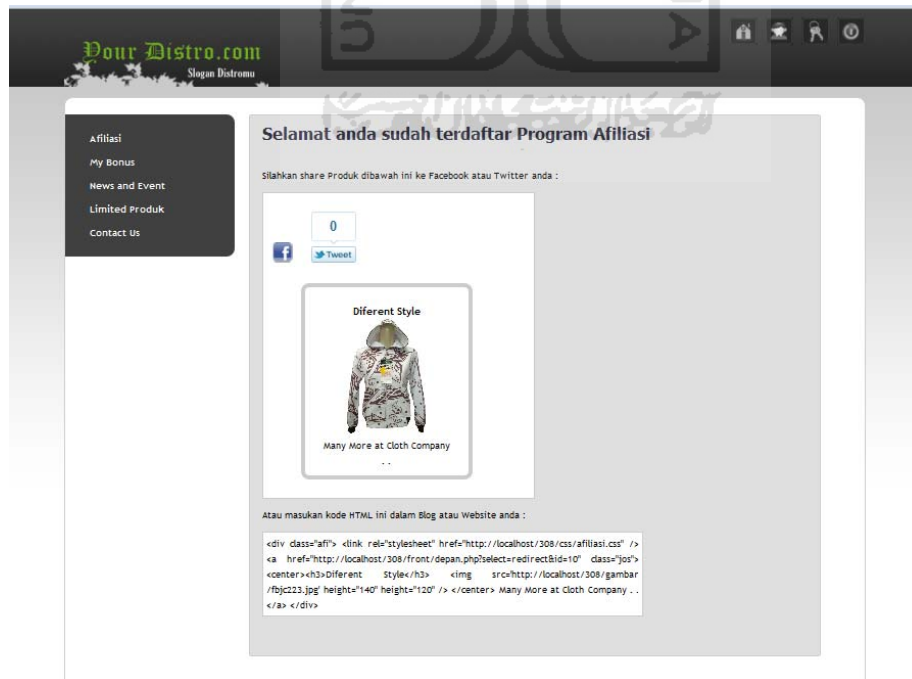 Your Distro.com
Slogan Distromu
Afiliasi
My Bonus
News and Event
Limited Produk
Contact Us
Selamat anda sudah terdaftar Program Afiliasi
Silahkan share Produk dibawah ini ke Facebook atau Twitter anda :
0
f
Tweet
Diferent Style
Many More at Cloth Company
. .
Atau masukan kode HTML ini dalam Blog atau Website anda :
<div class="afi"> <link rel="stylesheet" href="http://localhost/308/css/afiliasi.css" />
<a href="http://localhost/308/front/depan.php?select=redirect&id=10" class="jos">
<center><h3>Diferent Style</h3> <img src='http://localhost/308/gambar
/fbjc223.jpg' height="140" height="120" /> </center> Many More at Cloth Company . .
</a> </div>